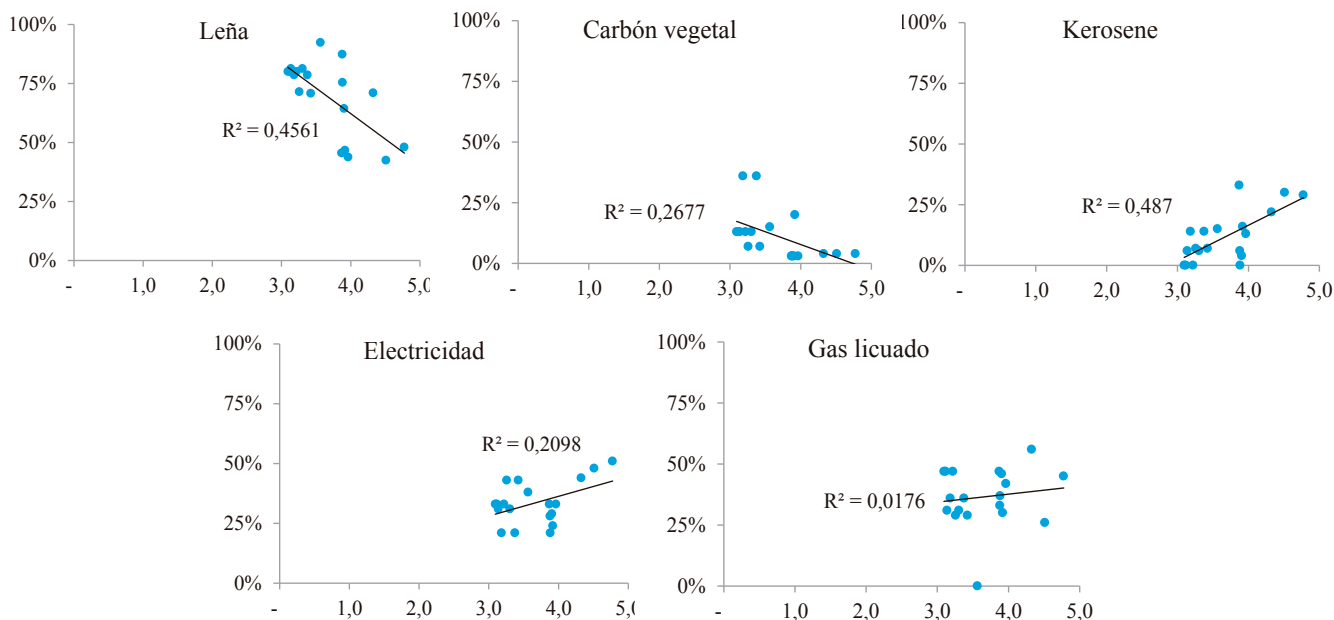 Leña
100%
75%
50%
25%
0%
R² = 0,4561
- 1,0 2,0 3,0 4,0 5,0
Carbón vegetal
100%
75%
50%
25%
0%
R² = 0,2677
- 1,0 2,0 3,0 4,0 5,0
Kerosene
100%
75%
50%
25%
0%
R² = 0,487
- 1,0 2,0 3,0 4,0 5,0
Electricidad
100%
75%
50%
25%
0%
R² = 0,2098
- 1,0 2,0 3,0 4,0 5,0
Gas licuado
100%
75%
50%
25%
0%
R² = 0,0176
- 1,0 2,0 3,0 4,0 5,0